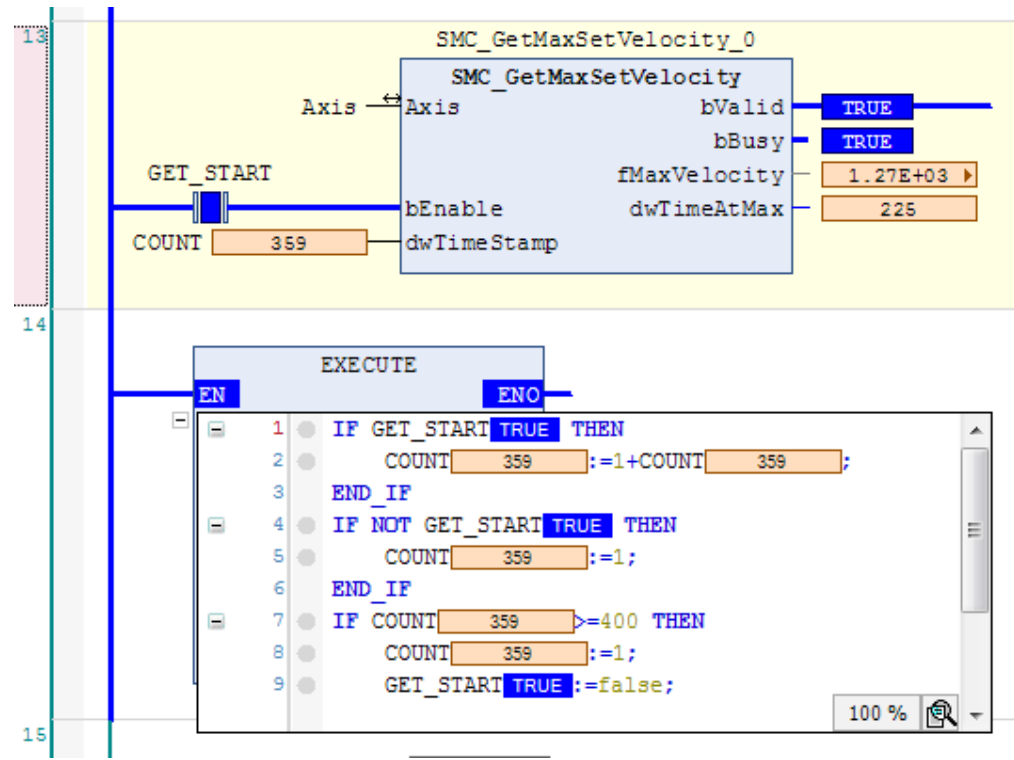 13
SMC_GetMaxSetVelocity_0
SMC_GetMaxSetVelocity
Axis Axis bValid TRUE
bBusy TRUE
GET_START fMaxVelocity 1.27E+03
bEnable dwTimeAtMax 225
COUNT 359 dwTimeStamp
14
EXECUTE
EN ENO
1 IF GET_START TRUE THEN
2 COUNT 359 :=1+COUNT 359 ;
3 END_IF
4 IF NOT GET_START TRUE THEN
5 COUNT 359 :=1;
6 END_IF
7 IF COUNT 359 >=400 THEN
8 COUNT 359 :=1;
9 GET_START TRUE :=false;
100 %
15